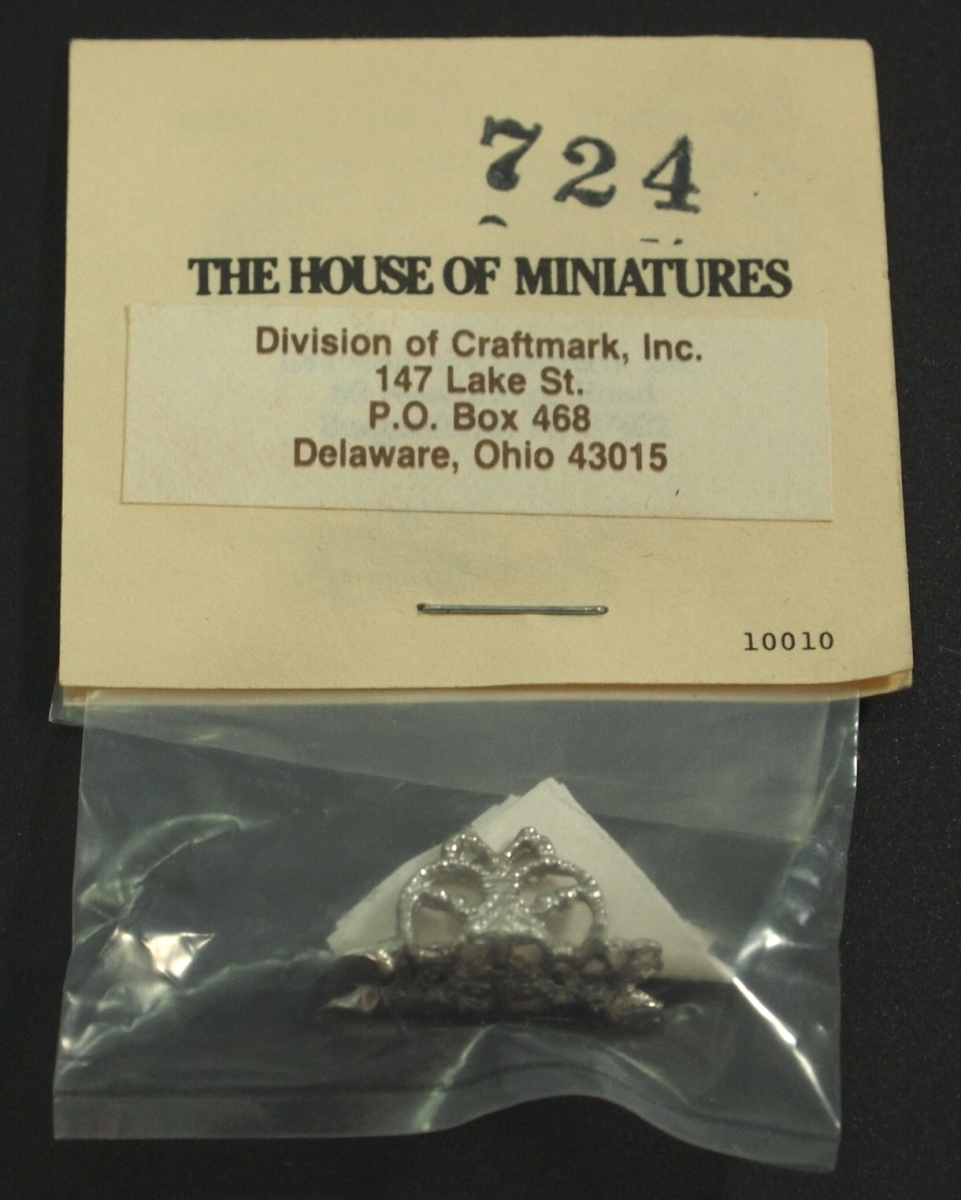 724
THE HOUSE OF MINIATURES
Division of Craftmark, Inc.
147 Lake St.
P.O. Box 468
Delaware, Ohio 43015
10010